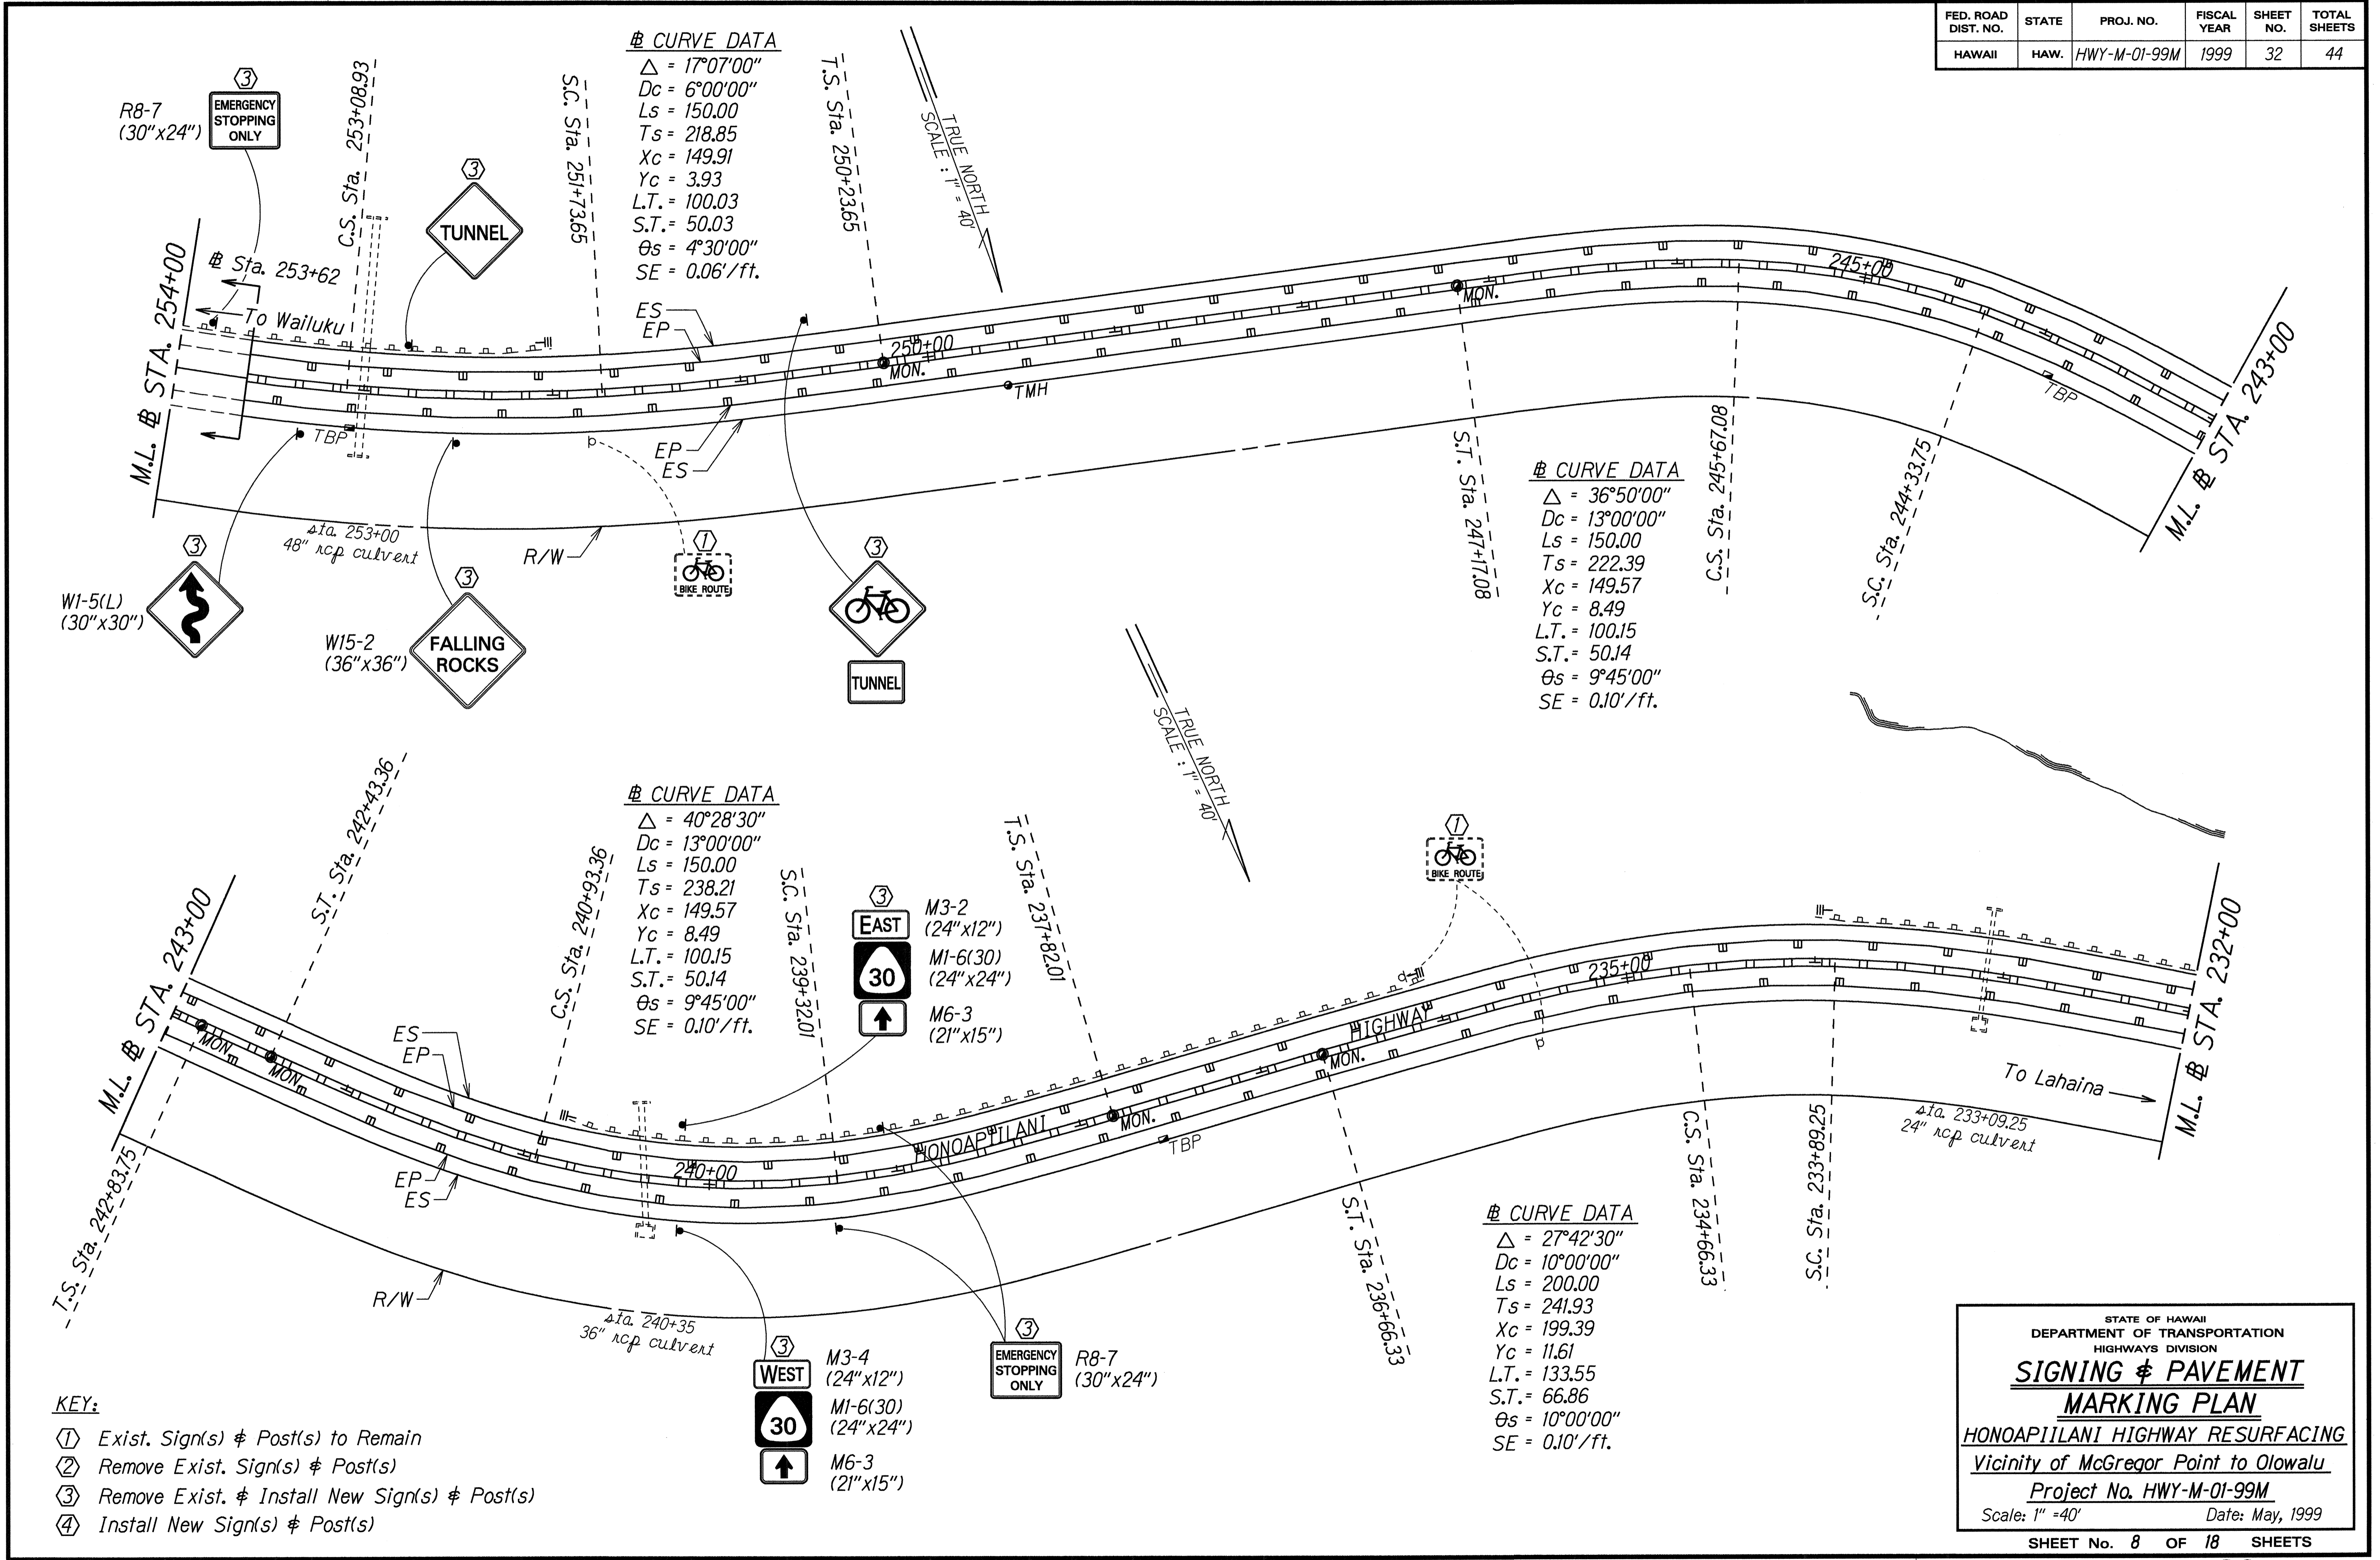 FED. ROAD DIST. NO. STATE PROJ. NO. FISCAL YEAR SHEET NO. TOTAL SHEETS
HAWAII HAW. HWY-M-01-99M 1999 32 44
3
R8-7
(30"x24")
EMERGENCY
STOPPING
ONLY
C.S. Sta. 253+08.93
3
TUNNEL
S.C. Sta. 251+73.65
B CURVE DATA
Δ = 17°07'00"
Dc = 6°00'00"
Ls = 150.00
Ts = 218.85
Xc = 149.91
Yc = 3.93
L.T. = 100.03
S.T. = 50.03
θs = 4°30'00"
SE = 0.06'/ft.
T.S. Sta. 250+23.65
TRUE NORTH
SCALE : 1" = 40'
M.L. B STA. 254+00
B Sta. 253+62
To Wailuku
ES
EP
250+00
MON.
MON.
245+00
TBP
TMH
TBP
EP
ES
M.L. B STA. 243+00
sta. 253+00
48" rcp culvert
R/W
S.T. Sta. 247+17.08
B CURVE DATA
Δ = 36°50'00"
Dc = 13°00'00"
Ls = 150.00
Ts = 222.39
Xc = 149.57
Yc = 8.49
L.T. = 100.15
S.T. = 50.14
θs = 9°45'00"
SE = 0.10'/ft.
C.S. Sta. 245+67.08
S.C. Sta. 244+33.75
3
W1-5(L)
(30"x30")
3
W15-2
(36"x36")
FALLING
ROCKS
1
BIKE ROUTE
3
TUNNEL
TRUE NORTH
SCALE : 1" = 40'
M.L. B STA. 243+00
S.T. Sta. 242+43.36
C.S. Sta. 240+93.36
B CURVE DATA
Δ = 40°28'30"
Dc = 13°00'00"
Ls = 150.00
Ts = 238.21
Xc = 149.57
Yc = 8.49
L.T. = 100.15
S.T. = 50.14
θs = 9°45'00"
SE = 0.10'/ft.
S.C. Sta. 239+32.01
3
EAST
M3-2
(24"x12")
30
M1-6(30)
(24"x24")
M6-3
(21"x15")
T.S. Sta. 237+82.01
1
BIKE ROUTE
ES
EP
MON.
MON.
240+00
HONOAPIILANI
MON.
HIGHWAY
MON.
235+00
TBP
EP
ES
To Lahaina
M.L. B STA. 232+00
T.S. Sta. 242+83.75
R/W
sta. 240+35
36" rcp culvert
S.T. Sta. 236+66.33
C.S. Sta. 234+66.33
S.C. Sta. 233+89.25
sta. 233+09.25
24" rcp culvert
B CURVE DATA
Δ = 27°42'30"
Dc = 10°00'00"
Ls = 200.00
Ts = 241.93
Xc = 199.39
Yc = 11.61
L.T. = 133.55
S.T. = 66.86
θs = 10°00'00"
SE = 0.10'/ft.
3
WEST
M3-4
(24"x12")
30
M1-6(30)
(24"x24")
M6-3
(21"x15")
3
EMERGENCY
STOPPING
ONLY
R8-7
(30"x24")
KEY:
1 Exist. Sign(s) & Post(s) to Remain
2 Remove Exist. Sign(s) & Post(s)
3 Remove Exist. & Install New Sign(s) & Post(s)
4 Install New Sign(s) & Post(s)
STATE OF HAWAII
DEPARTMENT OF TRANSPORTATION
HIGHWAYS DIVISION
SIGNING & PAVEMENT
MARKING PLAN
HONOAPIILANI HIGHWAY RESURFACING
Vicinity of McGregor Point to Olowalu
Project No. HWY-M-01-99M
Scale: 1" =40' Date: May, 1999
SHEET No. 8 OF 18 SHEETS